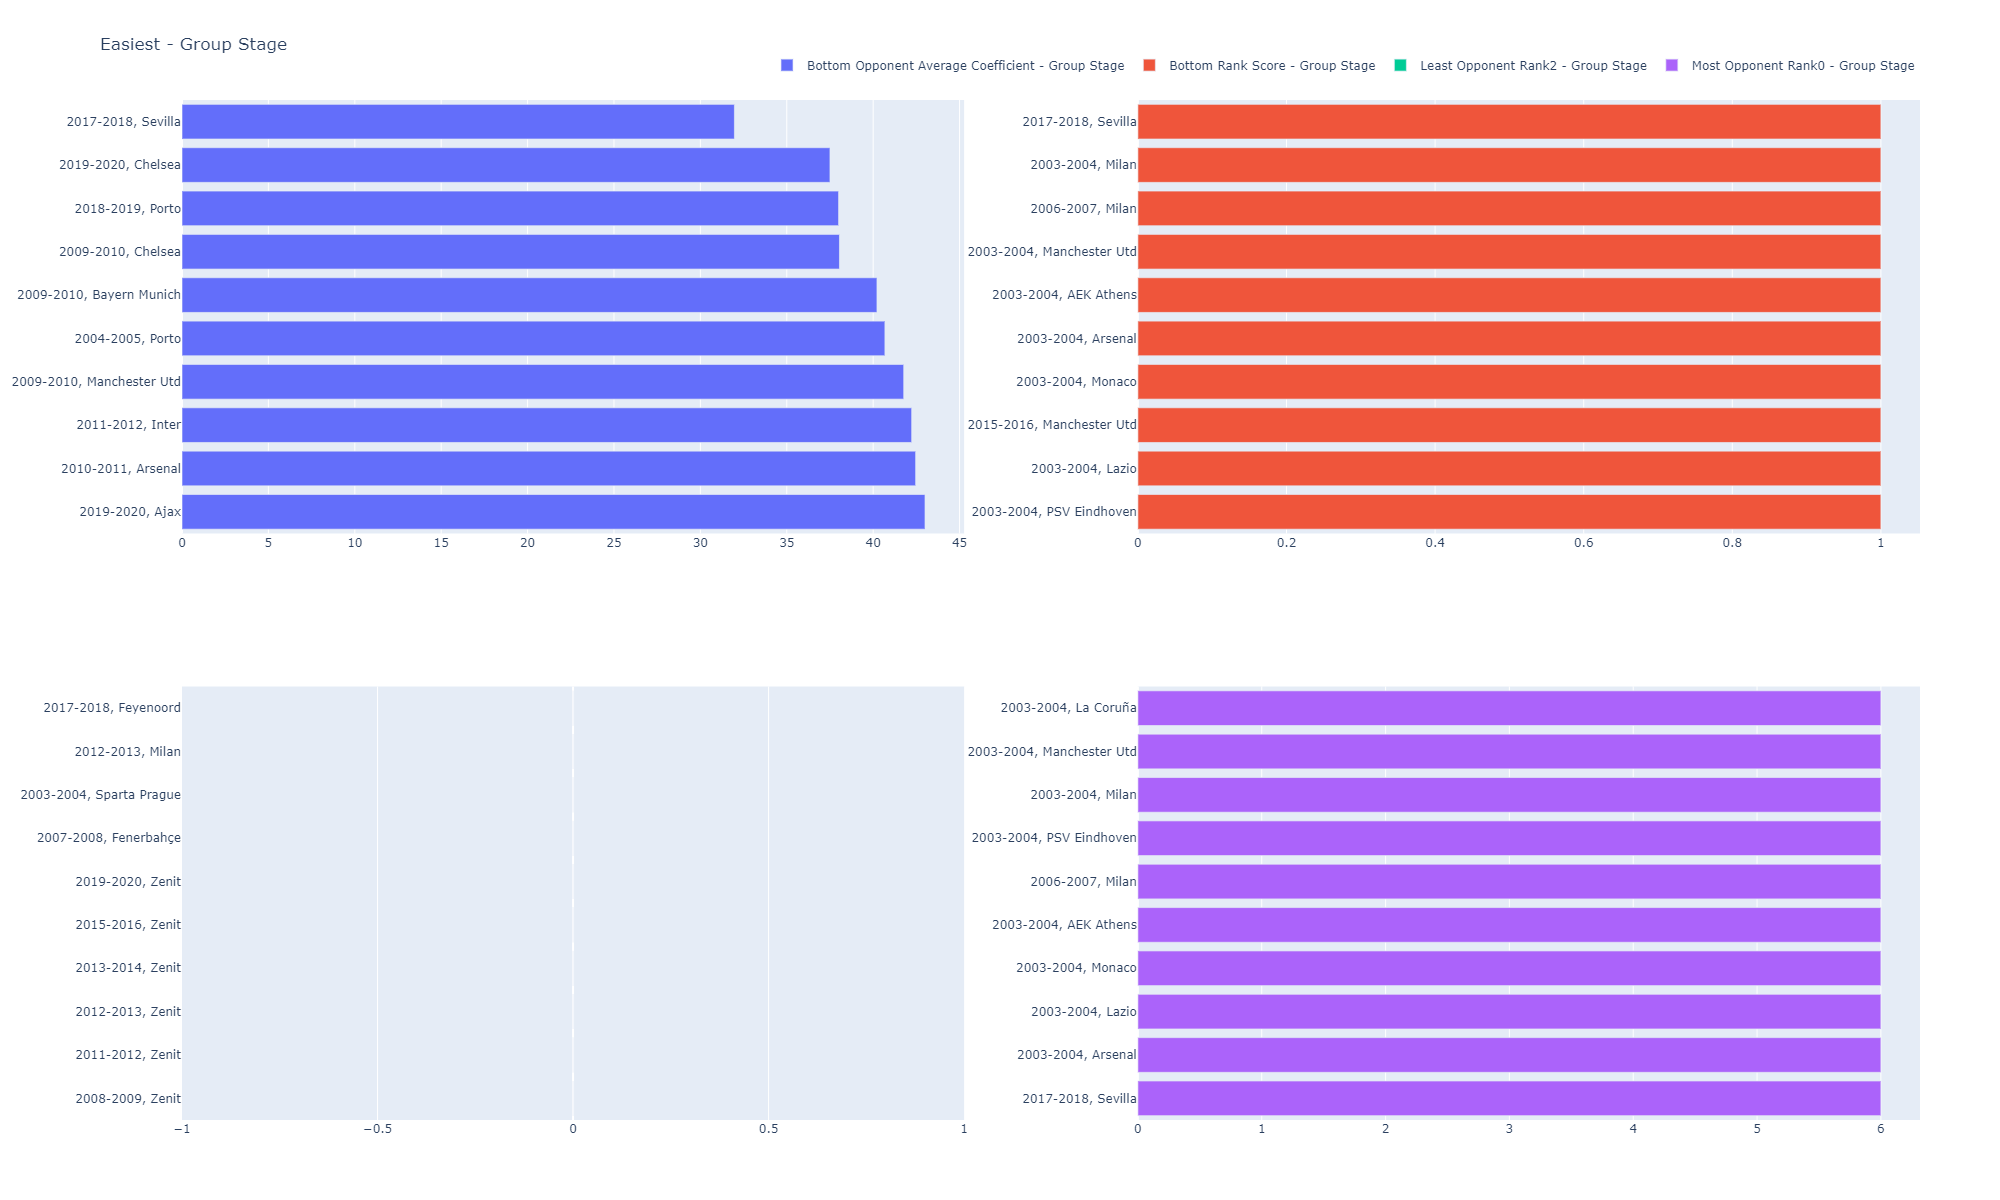 Easiest - Group Stage
Bottom Opponent Average Coefficient - Group Stage
Bottom Rank Score - Group Stage
Least Opponent Rank2 - Group Stage
Most Opponent Rank0 - Group Stage
2017-2018, Sevilla
2019-2020, Chelsea
2018-2019, Porto
2009-2010, Chelsea
2009-2010, Bayern Munich
2004-2005, Porto
2009-2010, Manchester Utd
2011-2012, Inter
2010-2011, Arsenal
2019-2020, Ajax
0 5 10 15 20 25 30 35 40 45
2017-2018, Sevilla
2003-2004, Milan
2006-2007, Milan
2003-2004, Manchester Utd
2003-2004, AEK Athens
2003-2004, Arsenal
2003-2004, Monaco
2015-2016, Manchester Utd
2003-2004, Lazio
2003-2004, PSV Eindhoven
0 0.2 0.4 0.6 0.8 1
2017-2018, Feyenoord
2012-2013, Milan
2003-2004, Sparta Prague
2007-2008, Fenerbahçe
2019-2020, Zenit
2015-2016, Zenit
2013-2014, Zenit
2012-2013, Zenit
2011-2012, Zenit
2008-2009, Zenit
−1 −0.5 0 0.5 1
2003-2004, La Coruña
2003-2004, Manchester Utd
2003-2004, Milan
2003-2004, PSV Eindhoven
2006-2007, Milan
2003-2004, AEK Athens
2003-2004, Monaco
2003-2004, Lazio
2003-2004, Arsenal
2017-2018, Sevilla
0 1 2 3 4 5 6